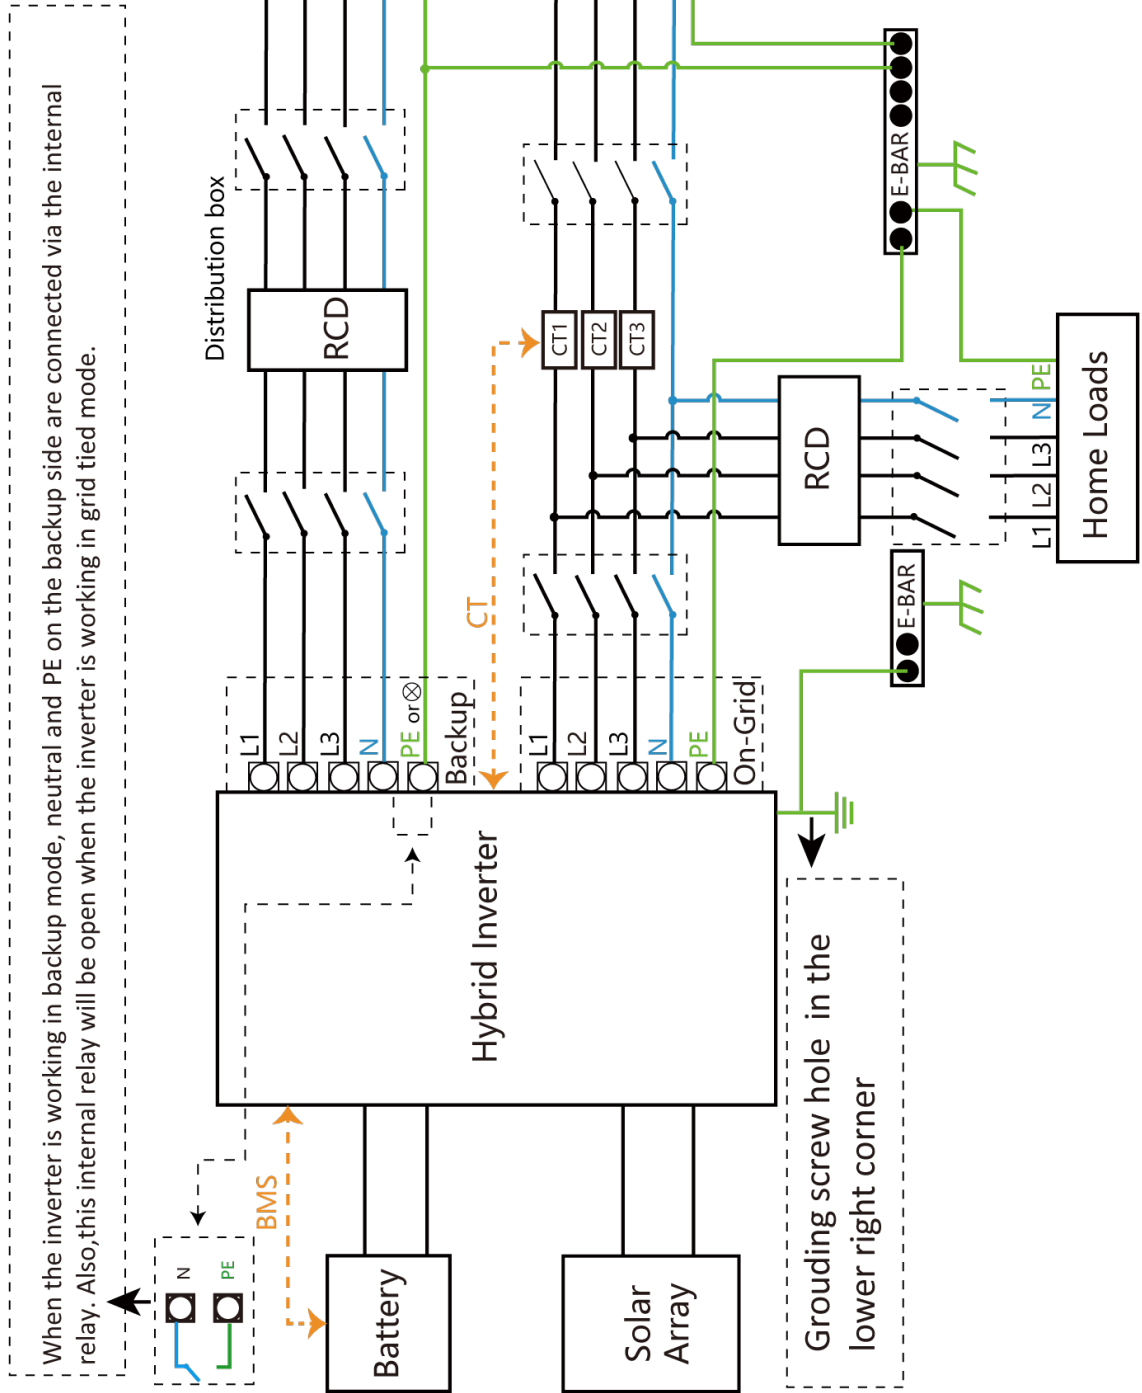 When the inverter is working in backup mode, neutral and PE on the backup side are connected via the internal
relay. Also,this internal relay will be open when the inverter is working in grid tied mode.
N
PE
BMS
Battery
Solar
Array
Hybrid Inverter
L1
L2
L3
N
PE or
Backup
CT
L1
L2
L3
N
PE
On-Grid
Distribution box
RCD
CT1
CT2
CT3
RCD
E-BAR
E-BAR
L1
L2
L3
N
PE
Home Loads
Grouding screw hole in the
lower right corner